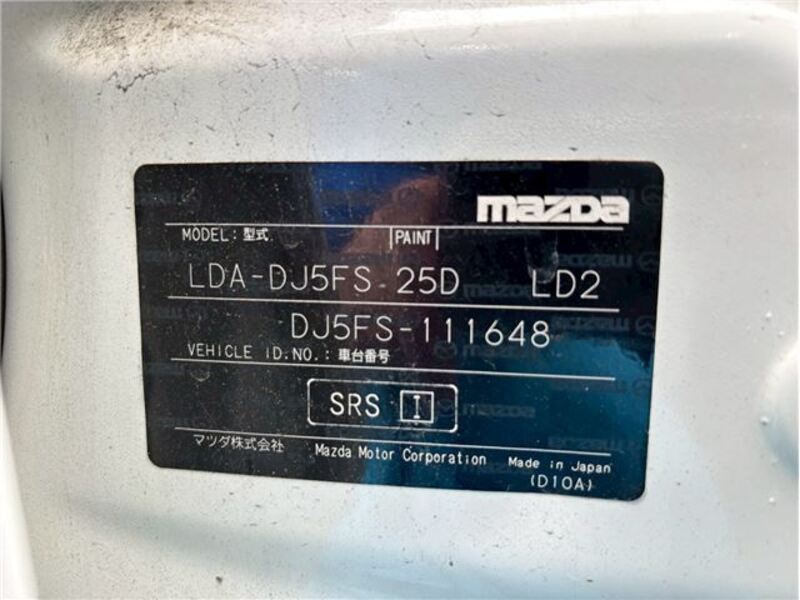 mazda
MODEL:型式 PAINT
LDA-DJ5FS 25D LD2
DJ5FS-111648
VEHICLE ID.NO.:車台番号
SRS I
マツダ株式会社 Mazda Motor Corporation Made in Japan
(D10A)